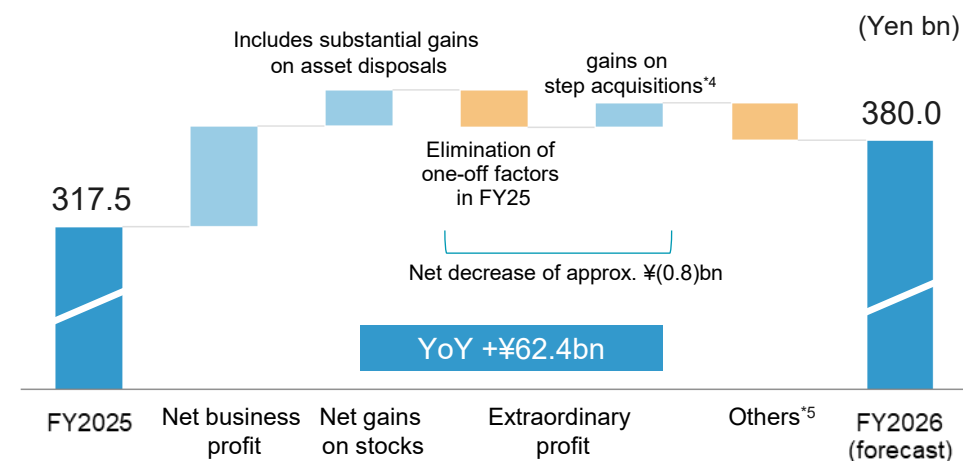 (Yen bn)
Includes substantial gains
on asset disposals
gains on
step acquisitions*4
380.0
Elimination of
one-off factors
in FY25
317.5
Net decrease of approx. ¥(0.8)bn
YoY +¥62.4bn
FY2025
Net business
profit
Net gains
on stocks
Extraordinary
profit
Others*5
FY2026
(forecast)